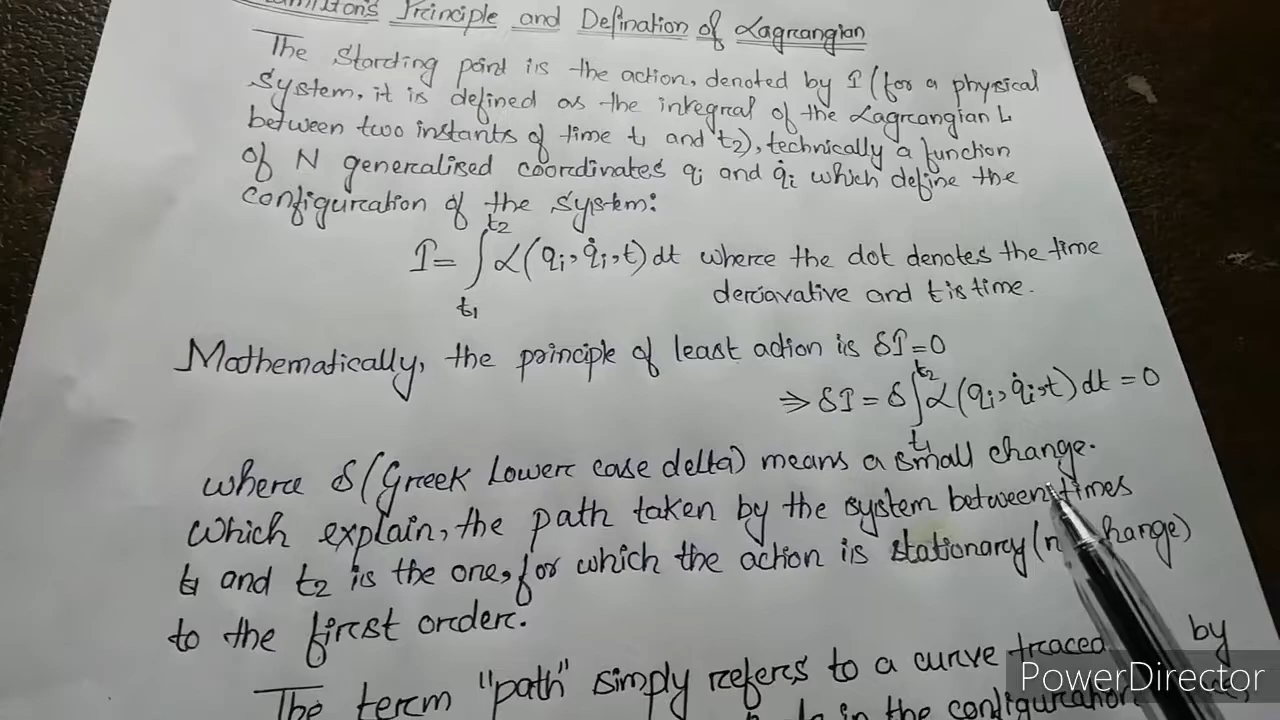 Hamilton's Principle and Defination of Lagrangian
The Starting point is the action, denoted by I (for a physical
System, it is defined as the integral of the Lagrangian L
between two instants of time t₁ and t₂), technically a function
of N generalised coordinates qᵢ and q̇ᵢ which define the
configuration of the System:
I = ∫ₜ₁ᵗ² L(qᵢ, q̇ᵢ, t) dt where the dot denotes the time
deriavative and t is time.
Mathematically, the principle of least action is δI=0
⇒ δI = δ∫ₜ₁ᵗ² L(qᵢ, q̇ᵢ, t) dt = 0
where δ (Greek Lower case delta) means a small change.
Which explain, the path taken by the system between times
t₁ and t₂ is the one, for which the action is stationary (n hange)
to the first order.
The term "path" simply refers to a curve traced by
in the configuration
PowerDirector